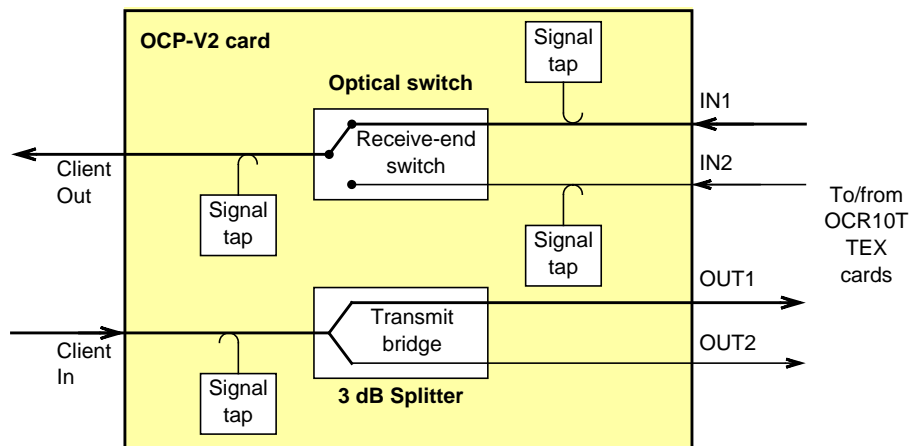 OCP-V2 card
Signal
tap
Optical switch
IN1
Receive-end
switch
IN2
Client
Out
Signal
tap
Signal
tap
To/from
OCR10T
TEX
cards
OUT1
Transmit
bridge
OUT2
Client
In
Signal
tap
3 dB Splitter